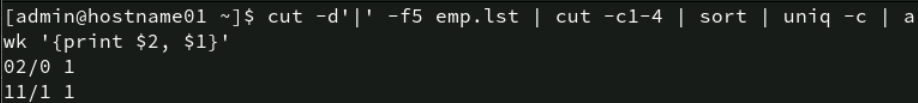 [admin@hostname01 ~]$ cut -d'|' -f5 emp.lst | cut -c1-4 | sort | uniq -c | a
wk '{print $2, $1}'
02/0 1
11/1 1